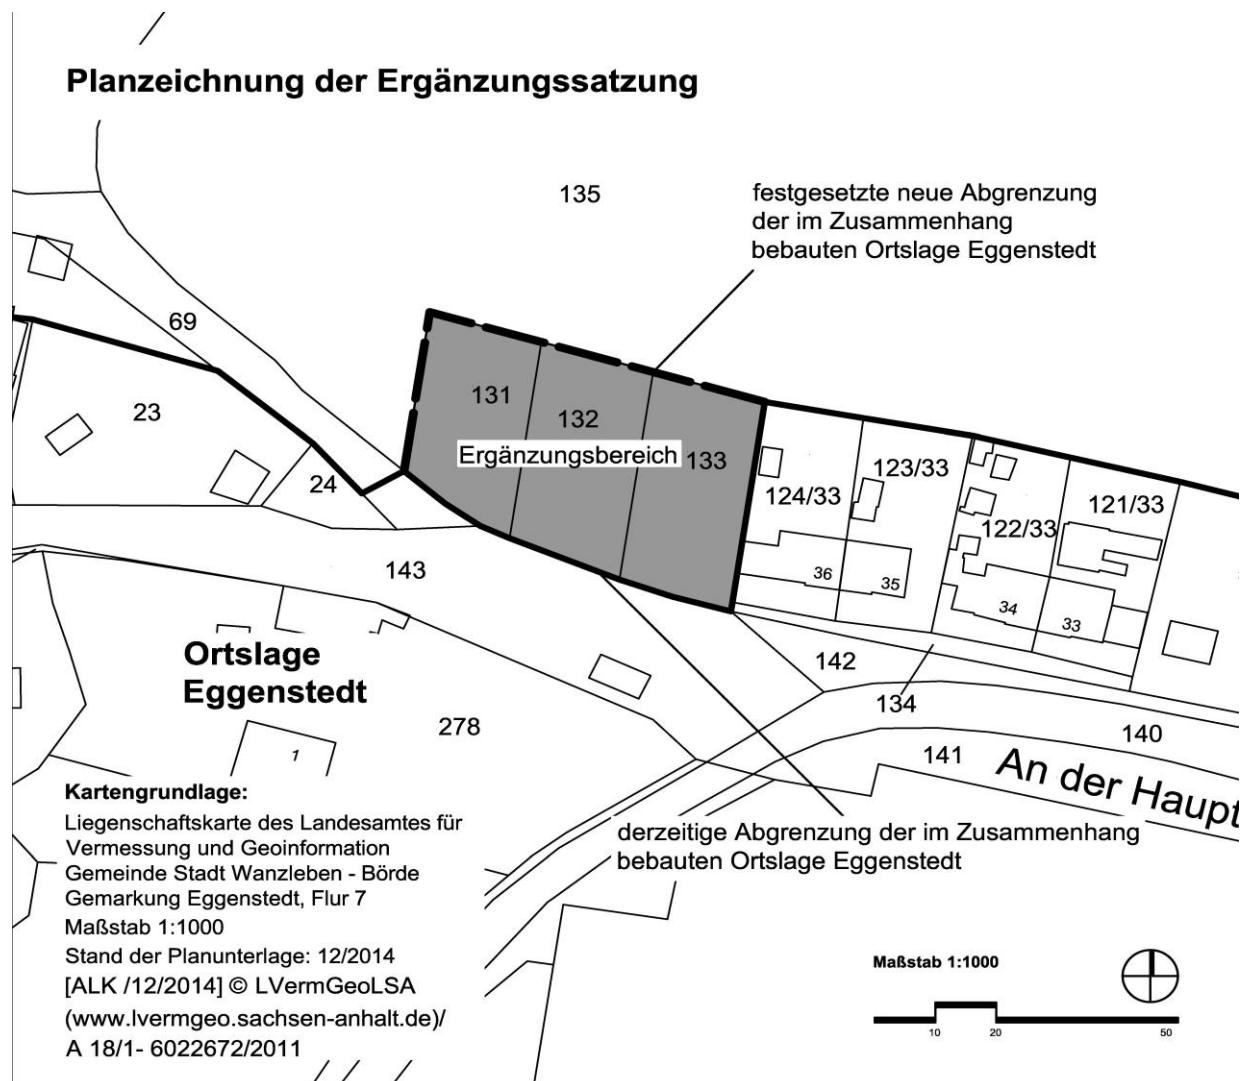 Planzeichnung der Ergänzungssatzung
135
festgesetzte neue Abgrenzung
der im Zusammenhang
bebauten Ortslage Eggenstedt
69
23
24
131
132
133
Ergänzungsbereich
124/33
123/33
122/33
121/33
36
35
34
33
143
142
134
140
141
An der Haupt
Ortslage
Eggenstedt
278
1
derzeitige Abgrenzung der im Zusammenhang
bebauten Ortslage Eggenstedt
Kartengrundlage:
Liegenschaftskarte des Landesamtes für
Vermessung und Geoinformation
Gemeinde Stadt Wanzleben - Börde
Gemarkung Eggenstedt, Flur 7
Maßstab 1:1000
Stand der Planunterlage: 12/2014
[ALK /12/2014] © LVermGeoLSA
(www.lvermgeo.sachsen-anhalt.de)/
A 18/1- 6022672/2011
Maßstab 1:1000
10 20 50